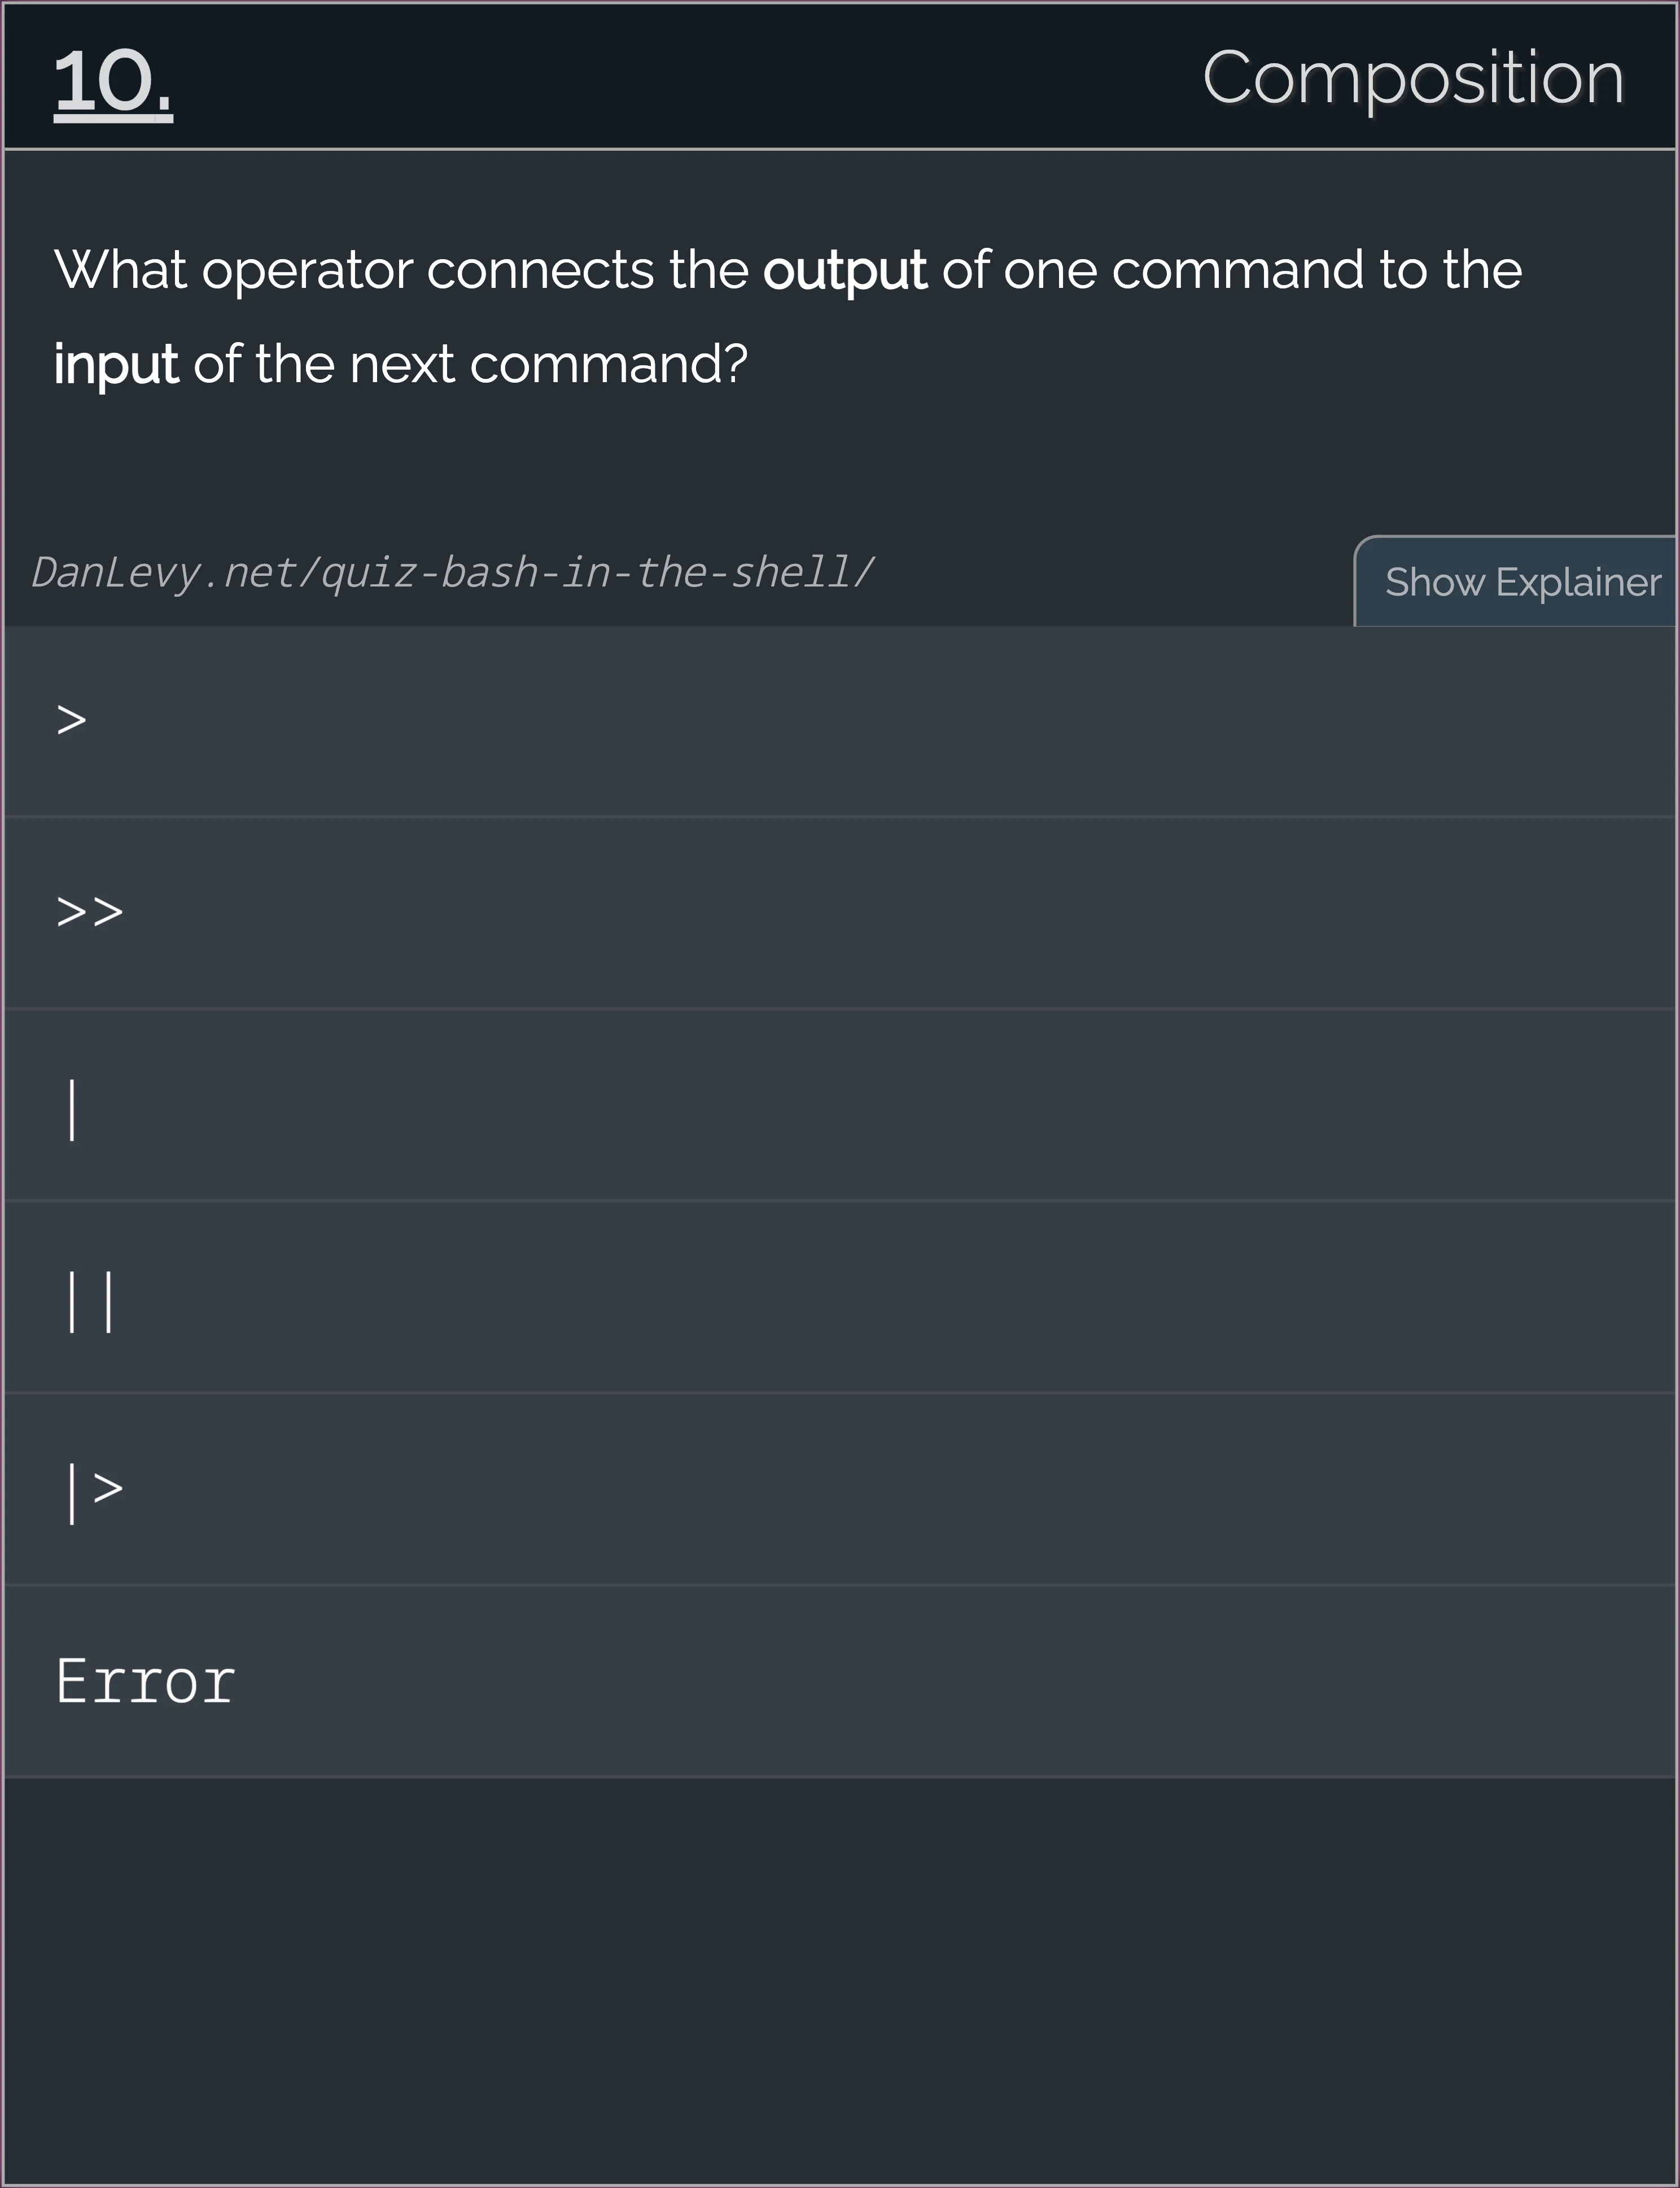 10.
Composition
What operator connects the output of one command to the
input of the next command?
DanLevy.net/quiz-bash-in-the-shell/
Show Explainer
>
>>
|
||
|>
Error